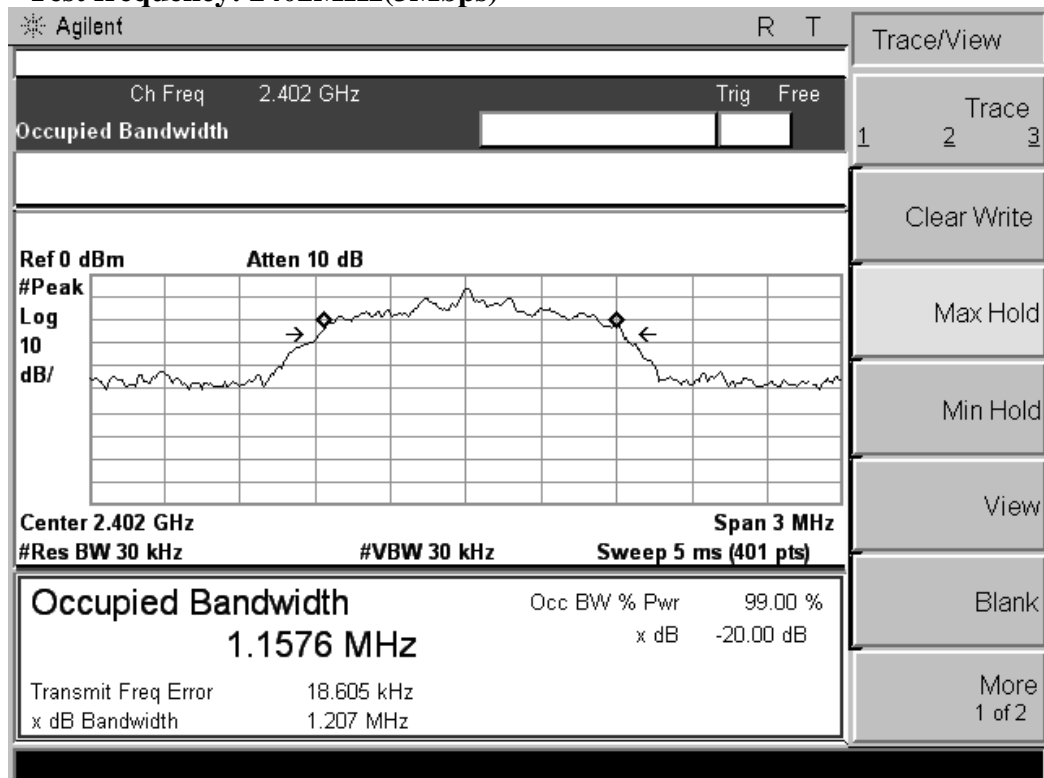 Test frequency: 2402MHz(3Mbps)
Agilent R T
Trace/View
Ch Freq 2.402 GHz Trig Free
Occupied Bandwidth
Trace
1 2 3
Clear Write
Ref 0 dBm Atten 10 dB
#Peak
Log
10
dB/
Max Hold
Min Hold
View
Center 2.402 GHz Span 3 MHz
#Res BW 30 kHz #VBW 30 kHz Sweep 5 ms (401 pts)
Occupied Bandwidth Occ BW % Pwr 99.00 %
1.1576 MHz x dB -20.00 dB
Blank
Transmit Freq Error 18.605 kHz
x dB Bandwidth 1.207 MHz
More
1 of 2